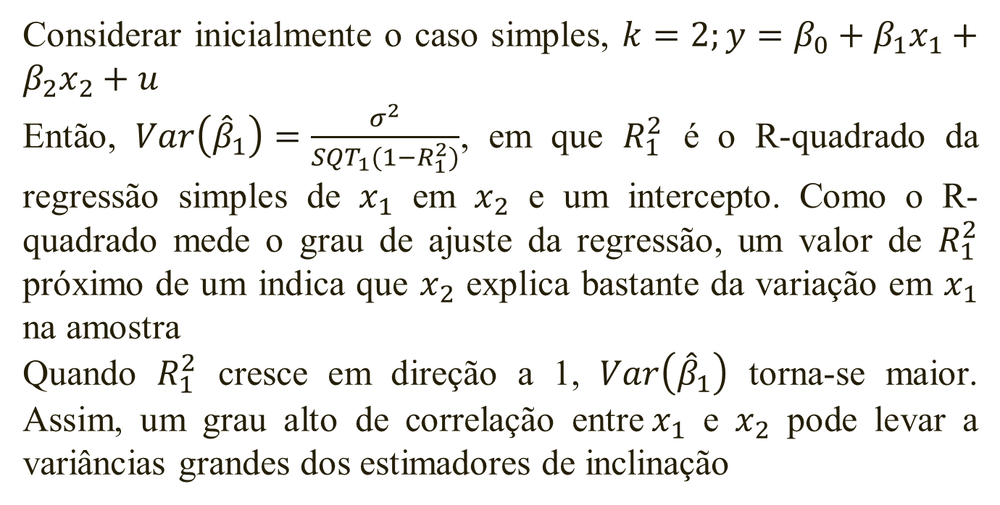 Considerar inicialmente o caso simples, $k = 2; y = \beta_0 + \beta_1 x_1 +$
$\beta_2 x_2 + u$
Então, $Var(\hat{\beta}_1) = \frac{\sigma^2}{SQT_1(1-R_1^2)}$, em que $R_1^2$ é o R-quadrado da
regressão simples de $x_1$ em $x_2$ e um intercepto. Como o R-
quadrado mede o grau de ajuste da regressão, um valor de $R_1^2$
próximo de um indica que $x_2$ explica bastante da variação em $x_1$
na amostra
Quando $R_1^2$ cresce em direção a 1, $Var(\hat{\beta}_1)$ torna-se maior.
Assim, um grau alto de correlação entre $x_1$ e $x_2$ pode levar a
variâncias grandes dos estimadores de inclinação